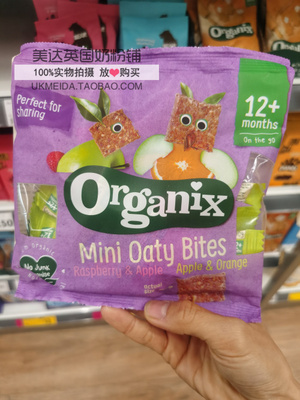 美达英国奶粉铺
100%实物拍摄 放❤购买
UKMEIDA.TAOBAO.COM
Organix
Perfect for
sharing
12+
months
On the go
Organix
Mini Oaty Bites
Raspberry & Apple Apple & Orange
No Junk